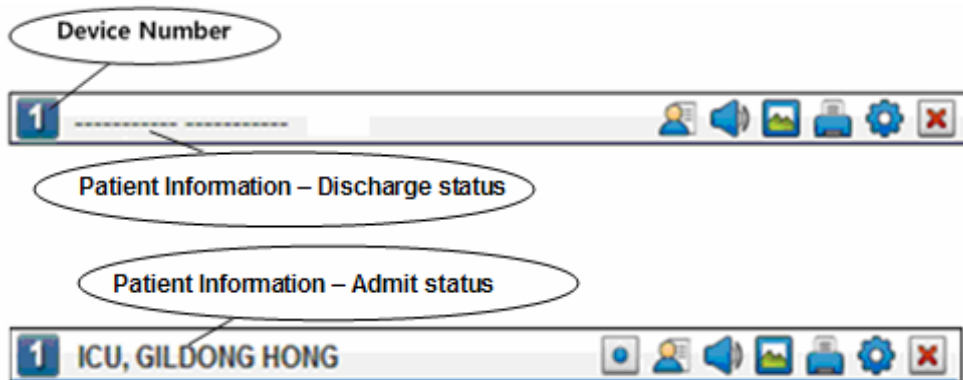 Device Number
1 ----------- -----------
Patient Information – Discharge status
Patient Information – Admit status
1 ICU, GILDONG HONG